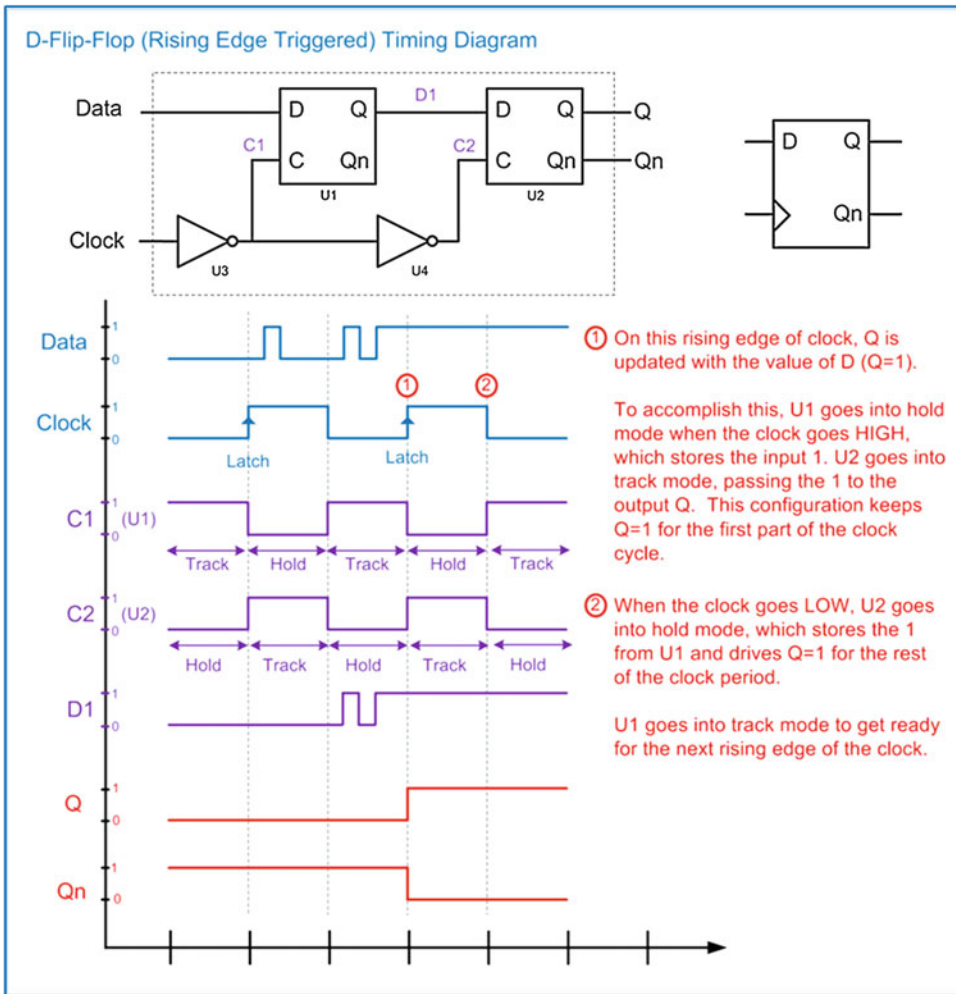 D-Flip-Flop (Rising Edge Triggered) Timing Diagram
D1
Data
D Q
D Q
Q
D Q
C1
C2
C Qn
C Qn
Qn
Qn
U1
U2
Clock
U3
U4
Data
1
0
1 On this rising edge of clock, Q is
updated with the value of D (Q=1).
To accomplish this, U1 goes into hold
mode when the clock goes HIGH,
which stores the input 1. U2 goes into
track mode, passing the 1 to the
output Q. This configuration keeps
Q=1 for the first part of the clock
cycle.
1
2
Clock
1
0
Latch
Latch
C1 (U1)
1
0
Track
Hold
Track
Hold
Track
C2 (U2)
1
0
2 When the clock goes LOW, U2 goes
into hold mode, which stores the 1
from U1 and drives Q=1 for the rest
of the clock period.
U1 goes into track mode to get ready
for the next rising edge of the clock.
Hold
Track
Hold
Track
Hold
D1
1
0
Q
1
0
Qn
1
0